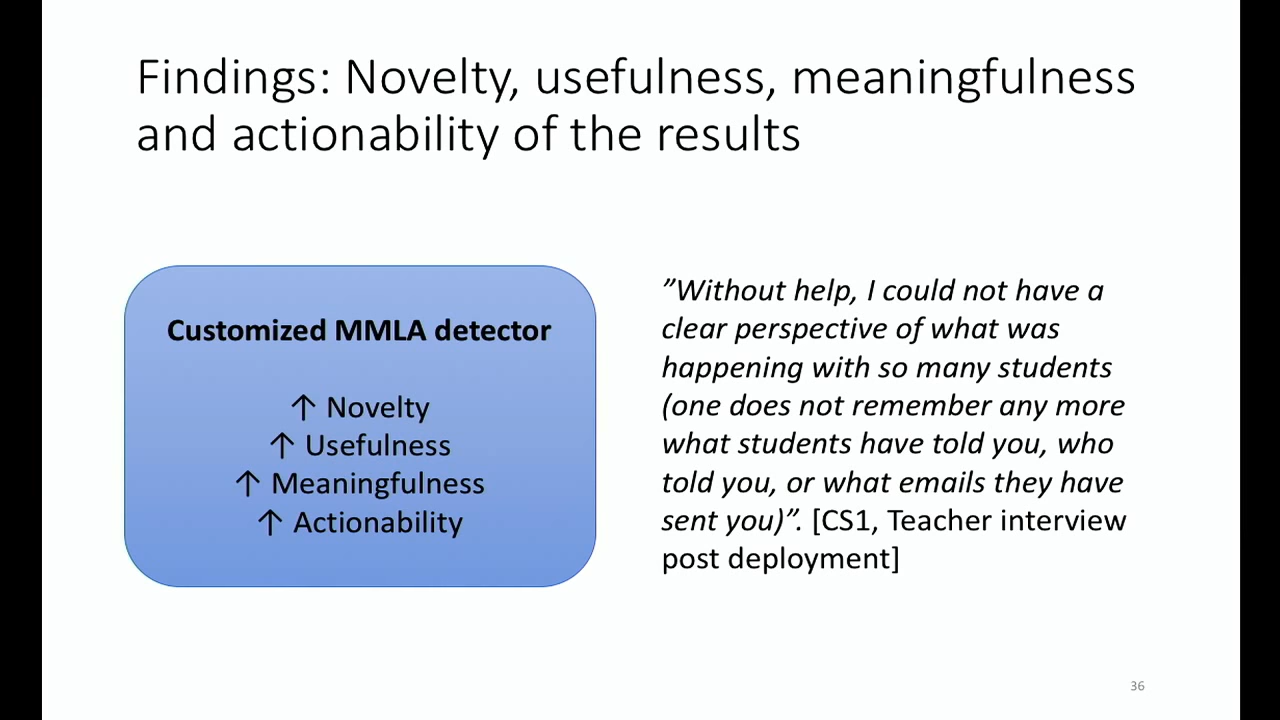 Findings: Novelty, usefulness, meaningfulness
and actionability of the results
Customized MMLA detector
↑ Novelty
↑ Usefulness
↑ Meaningfulness
↑ Actionability
”Without help, I could not have a
clear perspective of what was
happening with so many students
(one does not remember any more
what students have told you, who
told you, or what emails they have
sent you)”. [CS1, Teacher interview
post deployment]
36